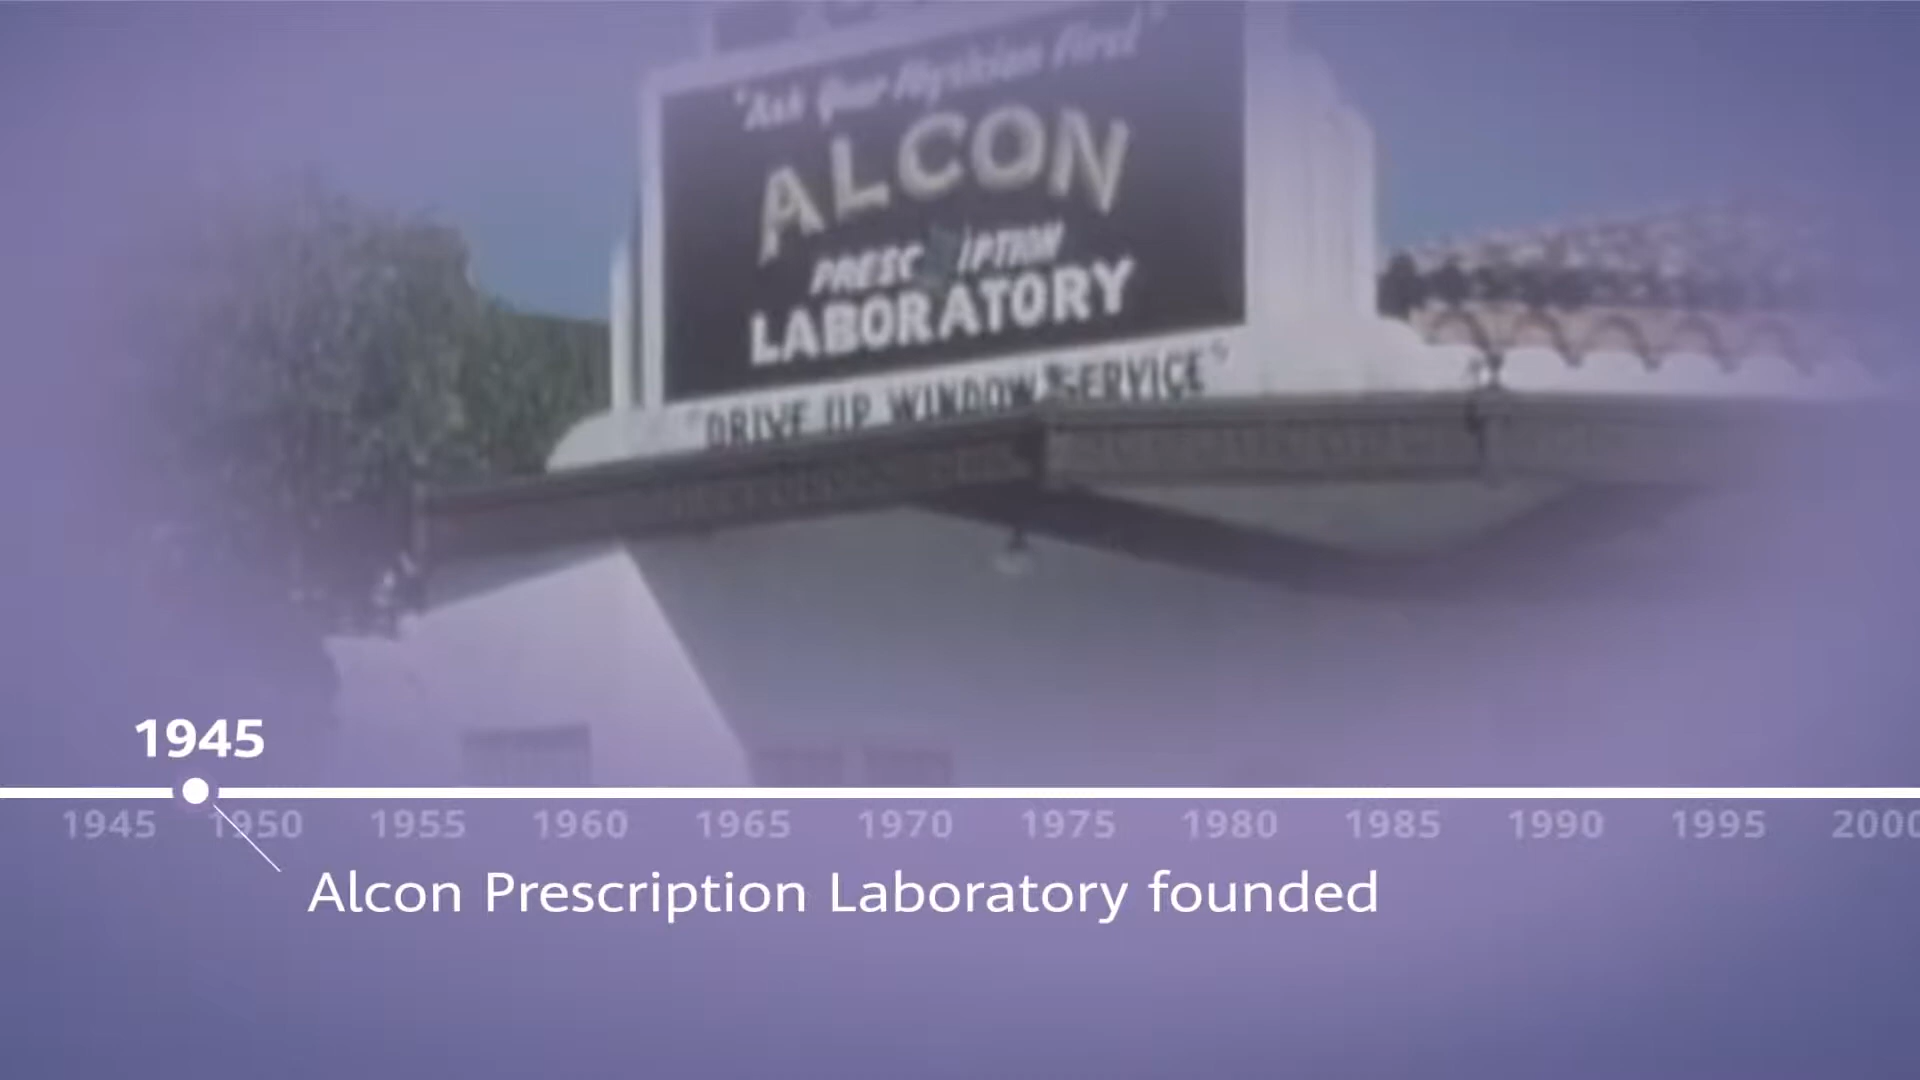 "Ask Your Physician First"
ALCON
PRESC IPTION
LABORATORY
"DRIVE UP WINDOW SERVICE"
1945
1945 1950 1955 1960 1965 1970 1975 1980 1985 1990 1995 2000
Alcon Prescription Laboratory founded